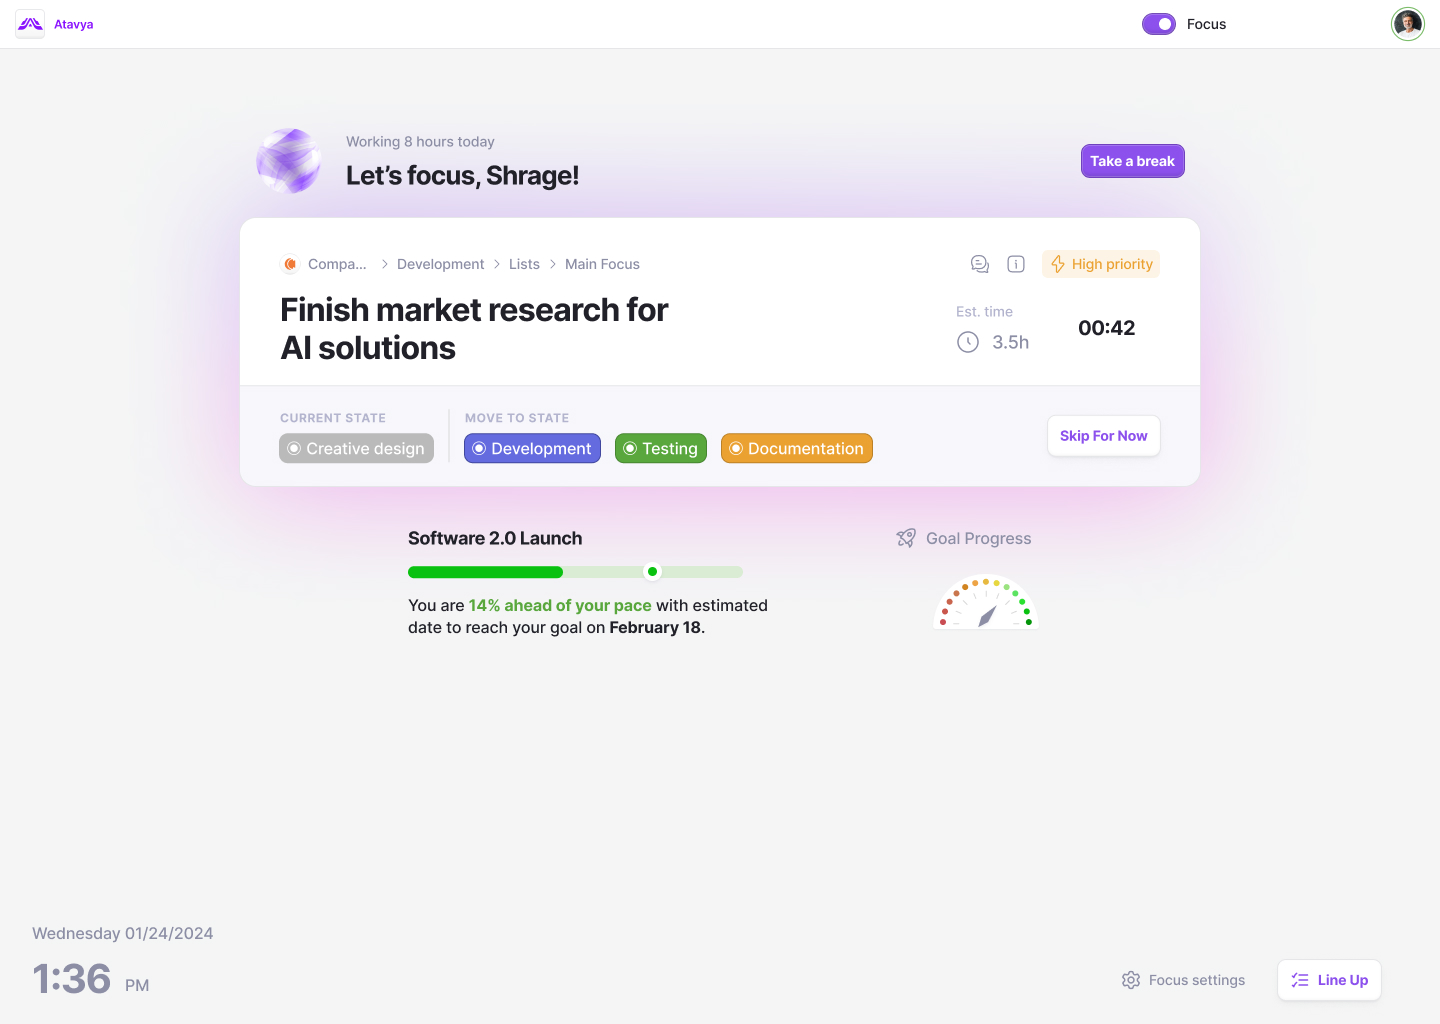 Atavya
Focus
Working 8 hours today
Let's focus, Shrage!
Take a break
Compa... > Development > Lists > Main Focus
High priority
Finish market research for
AI solutions
Est. time
3.5h
00:42
CURRENT STATE
Creative design
MOVE TO STATE
Development
Testing
Documentation
Skip For Now
Software 2.0 Launch
You are 14% ahead of your pace with estimated
date to reach your goal on February 18.
Goal Progress
Wednesday 01/24/2024
1:36 PM
Focus settings
Line Up